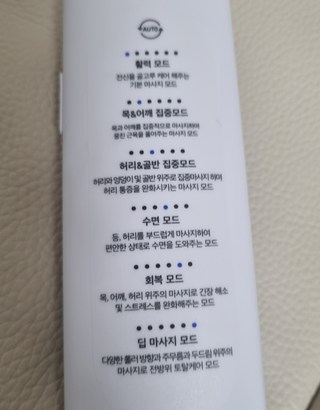 AUTO
활력 모드
전신을 골고루 케어 해주는
기본 마사지 모드
목&어깨 집중모드
목과 어깨를 집중적으로 마사지하여
뭉친 근육을 풀어주는 마사지 모드
허리&골반 집중모드
허리와 엉덩이 및 골반 위주로 집중마사지 하여
허리 통증을 완화시키는 마사지 모드
수면 모드
등, 허리를 부드럽게 마사지하여
편안한 상태로 수면을 도와주는 모드
회복 모드
목, 어깨, 허리 위주의 마사지로 긴장 해소
및 스트레스를 완화해주는 모드
딥 마사지 모드
다양한 롤러 방향과 주무름과 두드림 위주의
마사지로 전방위 토탈케어 모드